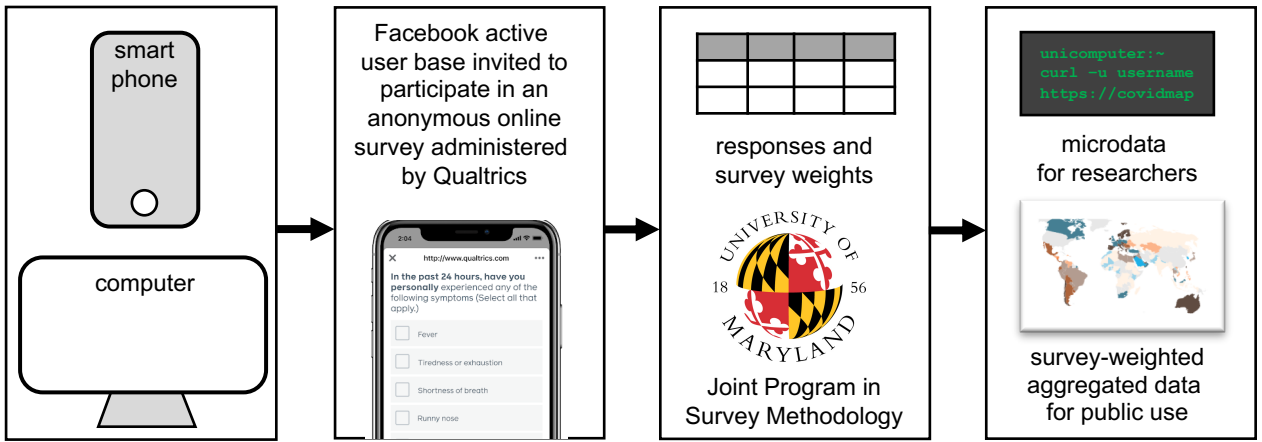 smart
phone
computer
Facebook active
user base invited to
participate in an
anonymous online
survey administered
by Qualtrics
2:04
http://www.qualtrics.com
In the past 24 hours, have you
personally experienced any of the
following symptoms (Select all that
apply.)
Fever
Tiredness or exhaustion
Shortness of breath
Runny nose
responses and
survey weights
UNIVERSITY OF
18 56
MARYLAND
Joint Program in
Survey Methodology
unicomputer:~
curl -u username
https://covidmap
microdata
for researchers
survey-weighted
aggregated data
for public use